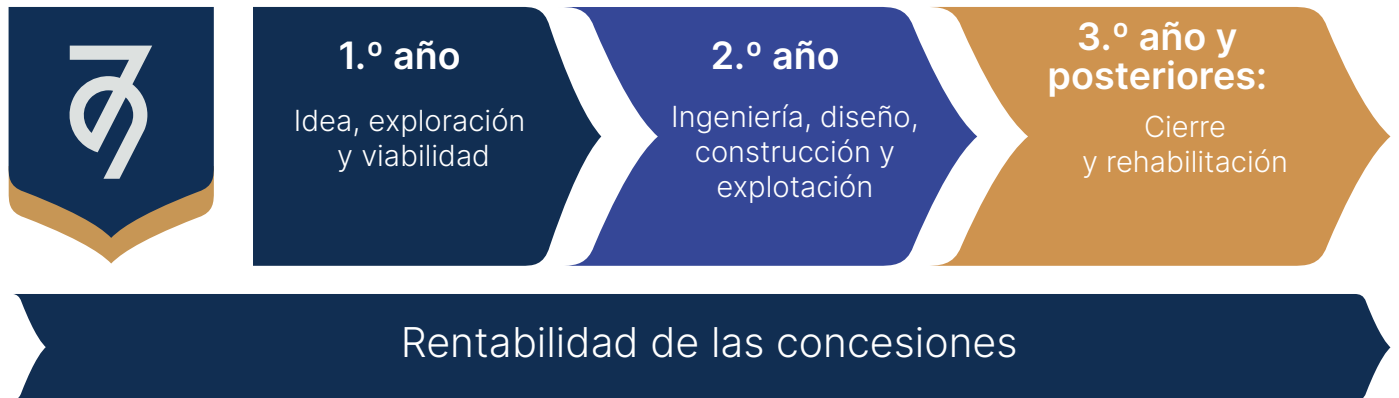 1.º año
Idea, exploración
y viabilidad
2.º año
Ingeniería, diseño,
construcción y
explotación
3.º año y
posteriores:
Cierre
y rehabilitación
Rentabilidad de las concesiones